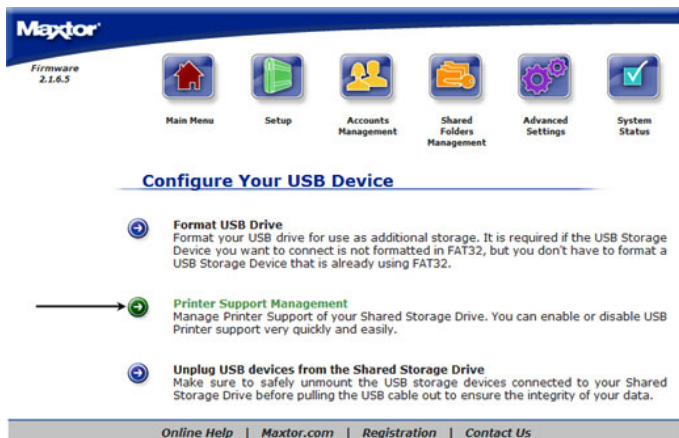 Maxtor
Firmware
2.1.6.5
Main Menu
Setup
Accounts
Management
Shared
Folders
Management
Advanced
Settings
System
Status
Configure Your USB Device
Format USB Drive
Format your USB drive for use as additional storage. It is required if the USB Storage
Device you want to connect is not formatted in FAT32, but you don't have to format a
USB Storage Device that is already using FAT32.
Printer Support Management
Manage Printer Support of your Shared Storage Drive. You can enable or disable USB
Printer support very quickly and easily.
Unplug USB devices from the Shared Storage Drive
Make sure to safely unmount the USB storage devices connected to your Shared
Storage Drive before pulling the USB cable out to ensure the integrity of your data.
Online Help | Maxtor.com | Registration | Contact Us